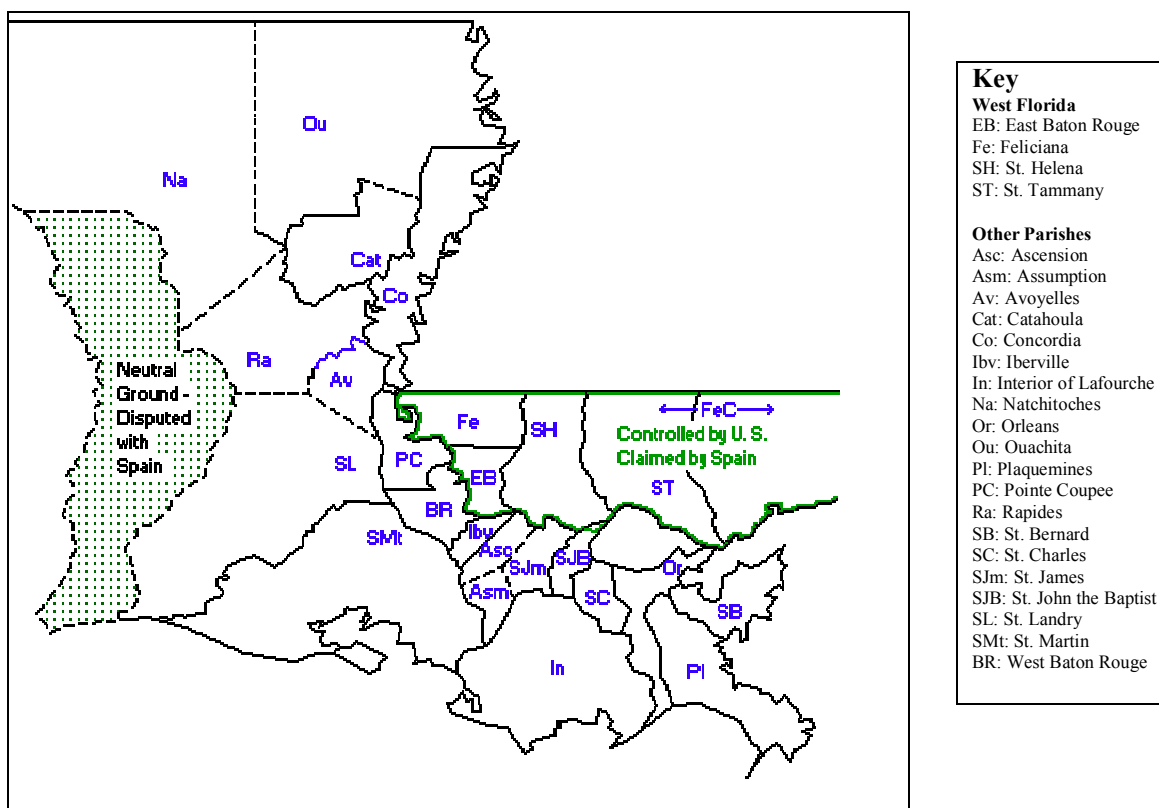 Ou
Na
Cat
Co
Neutral
Ground -
Disputed
with
Spain
Ra
Av
Fe
SH
FeC
Controlled by U. S.
Claimed by Spain
SL
PC
EB
ST
BR
SMt
Ibv
Asc
SJm
SJB
Or
Asm
SC
SB
In
Pl
Key
West Florida
EB: East Baton Rouge
Fe: Feliciana
SH: St. Helena
ST: St. Tammany
Other Parishes
Asc: Ascension
Asm: Assumption
Av: Avoyelles
Cat: Catahoula
Co: Concordia
Ibv: Iberville
In: Interior of Lafourche
Na: Natchitoches
Or: Orleans
Ou: Ouachita
Pl: Plaquemines
PC: Pointe Coupee
Ra: Rapides
SB: St. Bernard
SC: St. Charles
SJm: St. James
SJB: St. John the Baptist
SL: St. Landry
SMt: St. Martin
BR: West Baton Rouge